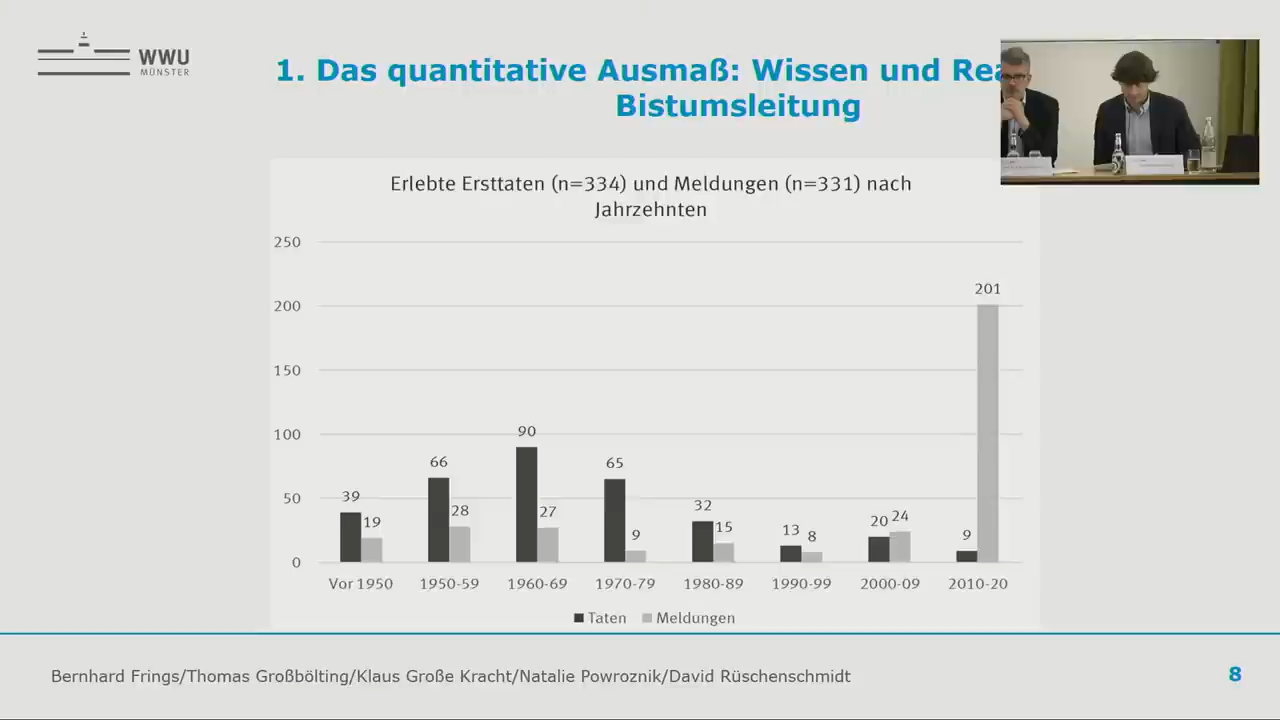 WWU
MÜNSTER
1. Das quantitative Ausmaß: Wissen und Rea
Bistumsleitung
Erlebte Ersttaten (n=334) und Meldungen (n=331) nach
Jahrzehnten
250
200
150
100
50
0
39 19 66 28 90 27 65 9 32 15 13 8 20 24 9 201
Vor 1950 1950-59 1960-69 1970-79 1980-89 1990-99 2000-09 2010-20
Taten Meldungen
Bernhard Frings/Thomas Großbölting/Klaus Große Kracht/Natalie Powroznik/David Rüschenschmidt
8